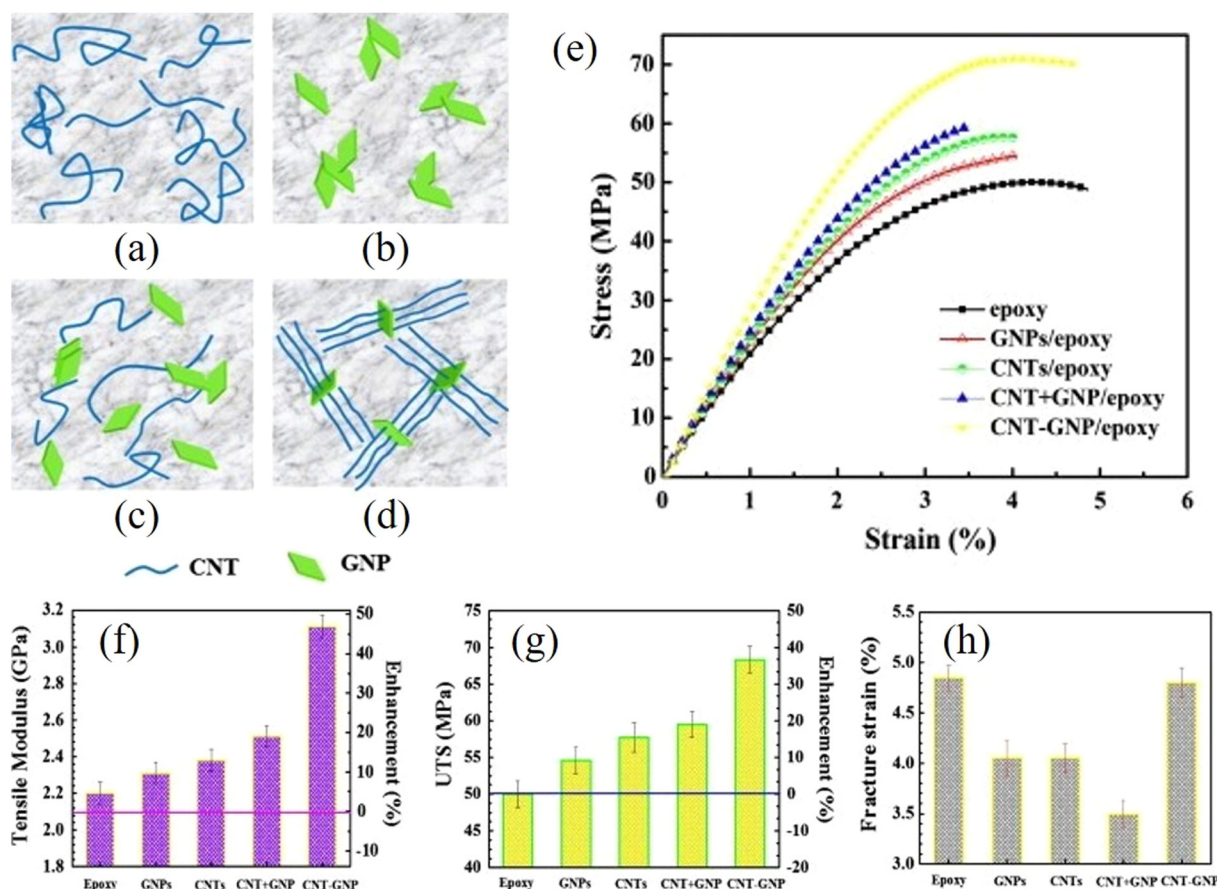 (a)
(b)
(c)
(d)
CNT
GNP
(e)
Stress (MPa)
70
60
50
40
30
20
10
0
epoxy
GNPs/epoxy
CNTs/epoxy
CNT+GNP/epoxy
CNT-GNP/epoxy
0 1 2 3 4 5 6
Strain (%)
(f)
Tensile Modulus (GPa)
3.2
3.0
2.8
2.6
2.4
2.2
2.0
1.8
50
40
30
20
10
0
-10
Enhancement (%)
Epoxy GNPs CNTs CNT+GNP CNT-GNP
(g)
UTS (MPa)
75
70
65
60
55
50
45
40
50
40
30
20
10
0
-10
-20
Enhancement (%)
Epoxy GNPs CNTs CNT+GNP CNT-GNP
(h)
Fracture strain (%)
5.5
5.0
4.5
4.0
3.5
3.0
Epoxy GNPs CNTs CNT+GNP CNT-GNP